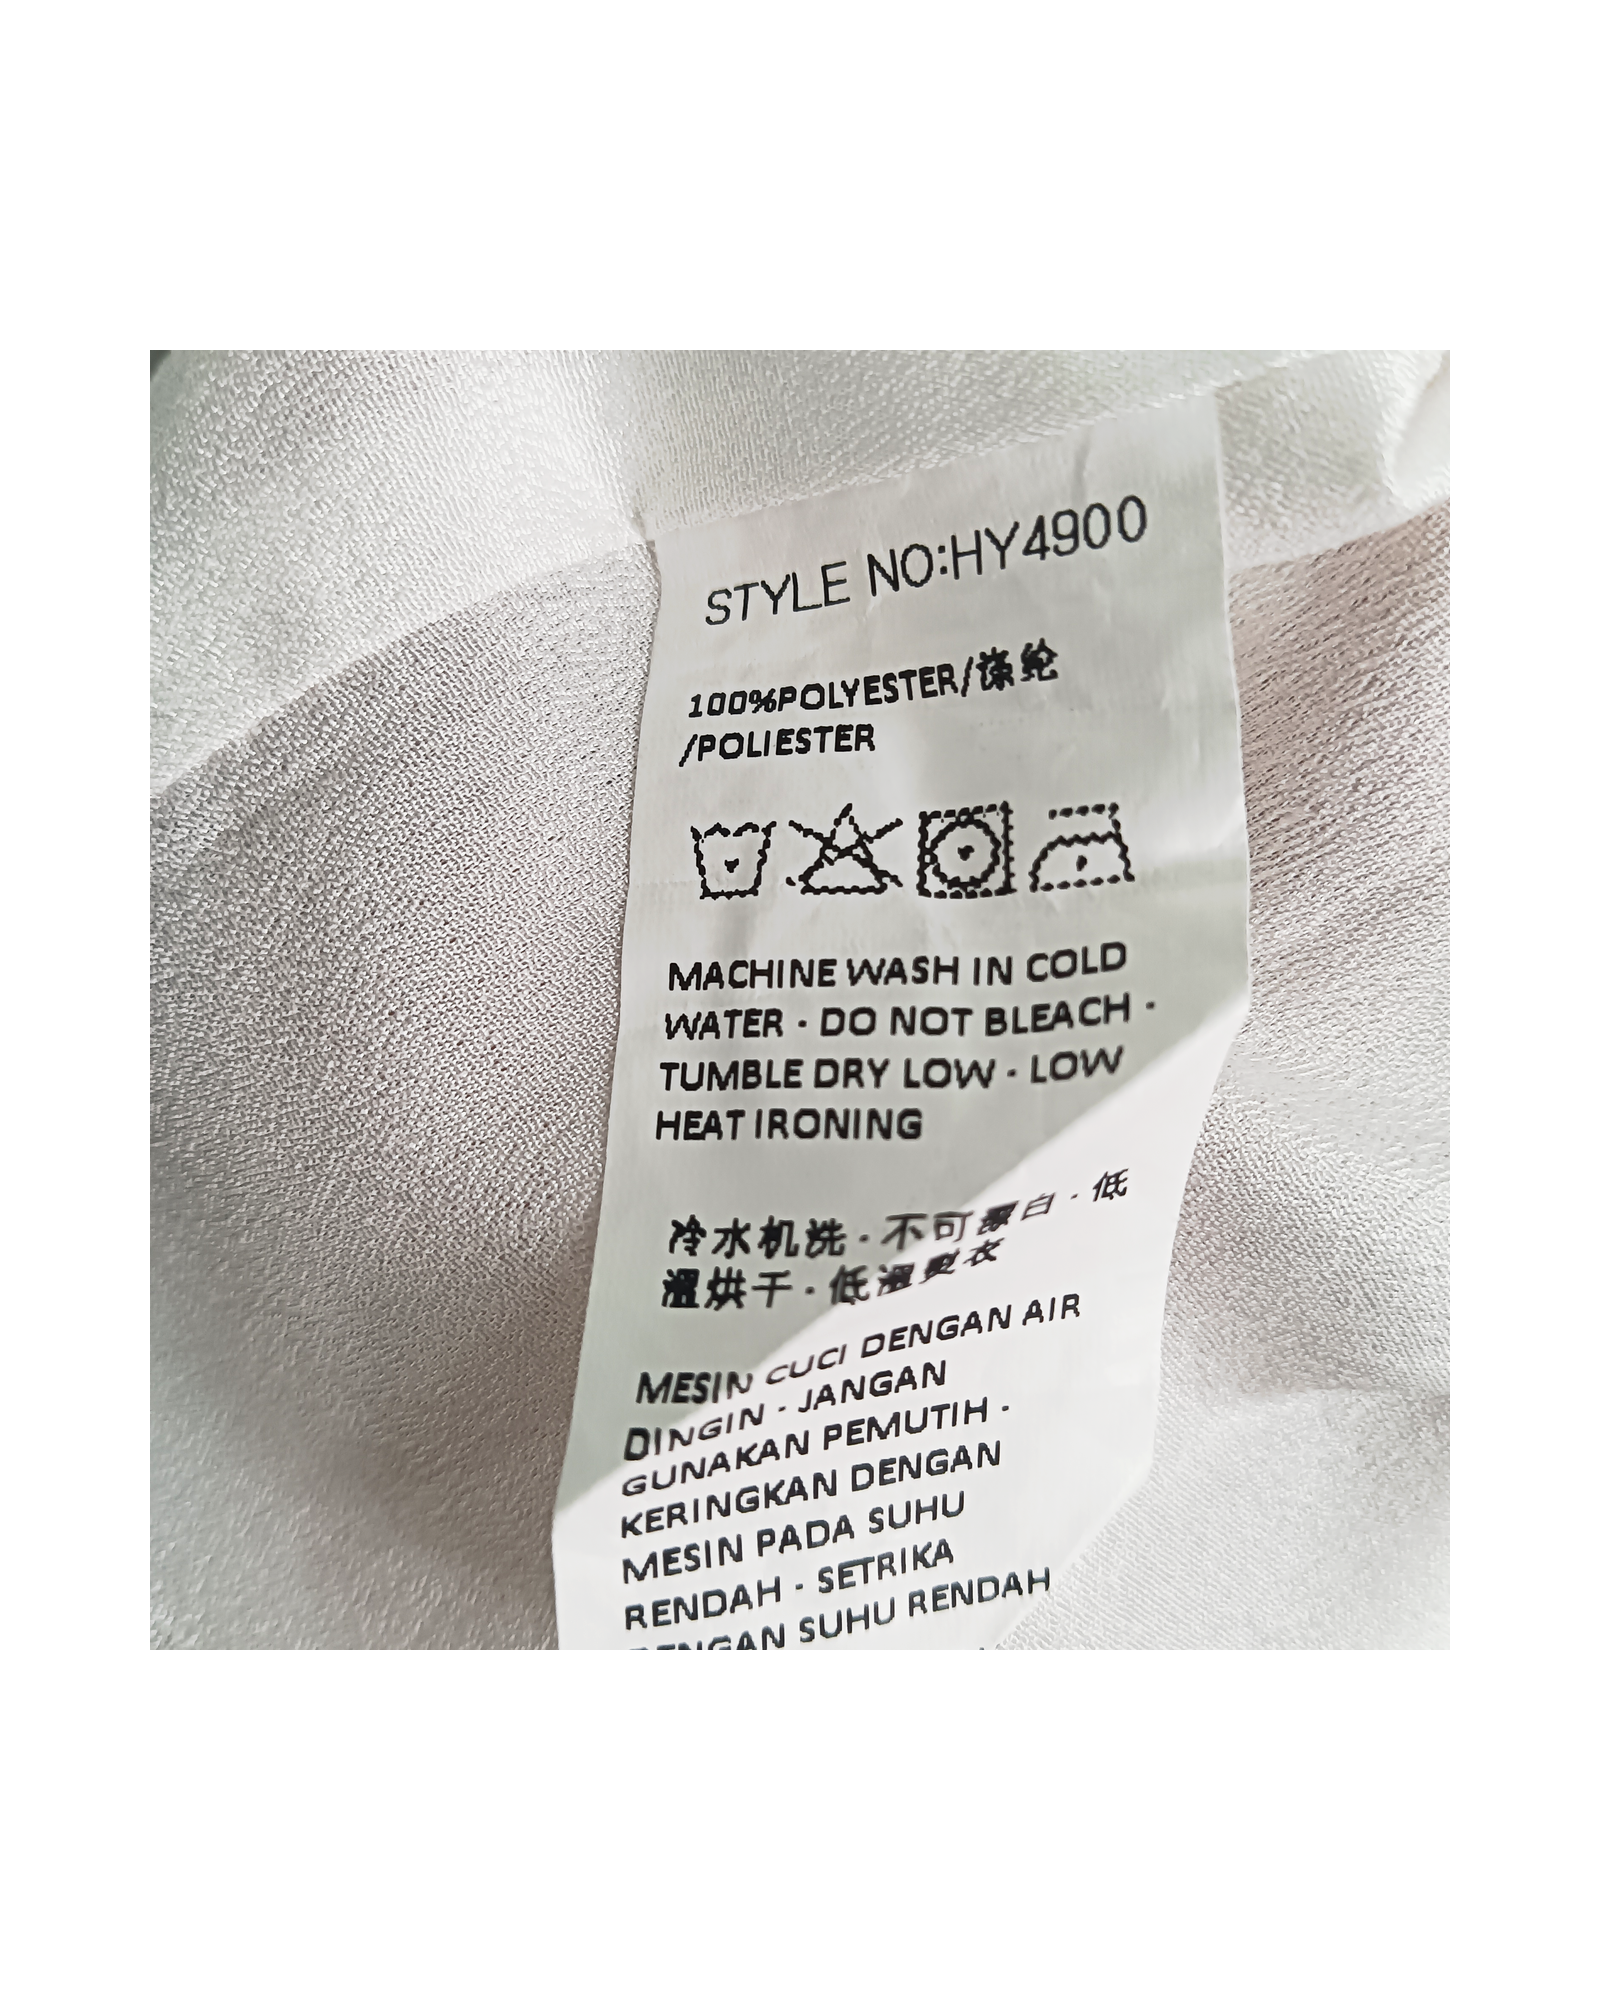 STYLE NO:HY4900
100%POLYESTER/涤纶
/POLIESTER
MACHINE WASH IN COLD
WATER · DO NOT BLEACH ·
TUMBLE DRY LOW · LOW
HEAT IRONING
冷水机洗 · 不可漂白 · 低
温烘干 · 低温熨衣
MESIN CUCI DENGAN AIR
DINGIN · JANGAN
GUNAKAN PEMUTIH ·
KERINGKAN DENGAN
MESIN PADA SUHU
RENDAH · SETRIKA
DENGAN SUHU RENDAH